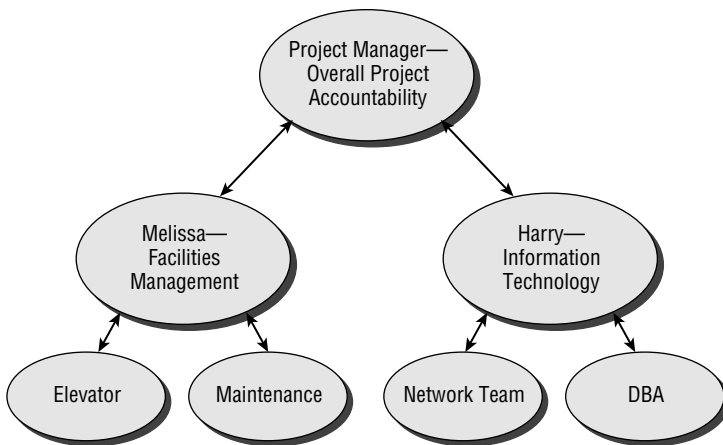 Project Manager—
Overall Project
Accountability
Melissa—
Facilities
Management
Harry—
Information
Technology
Elevator
Maintenance
Network Team
DBA